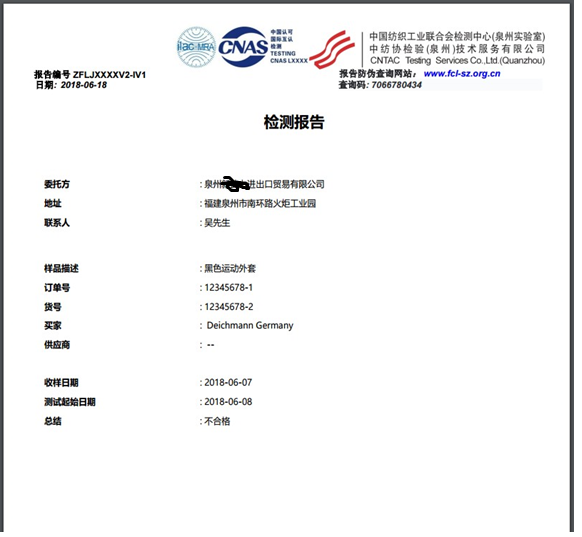 ilac-MRA
CNAS
中国认可
国际互认
检测
TESTING
CNAS LXXXX
中国纺织工业联合会检测中心(泉州实验室)
中纺协检验(泉州)技术服务有限公司
CNTAC Testing Services Co.,Ltd.(Quanzhou)
报告编号 ZFLJXXXXV2-IV1
日期: 2018-06-18
报告防伪查询网站: www.fcl-sz.org.cn
查询码: 7066780434
检测报告
委托方 : 泉州 进出口贸易有限公司
地址 : 福建泉州市南环路火炬工业园
联系人 : 吴先生
样品描述 : 黑色运动外套
订单号 : 12345678-1
货号 : 12345678-2
买家 : Deichmann Germany
供应商 : --
收样日期 : 2018-06-07
测试起始日期 : 2018-06-08
总结 : 不合格